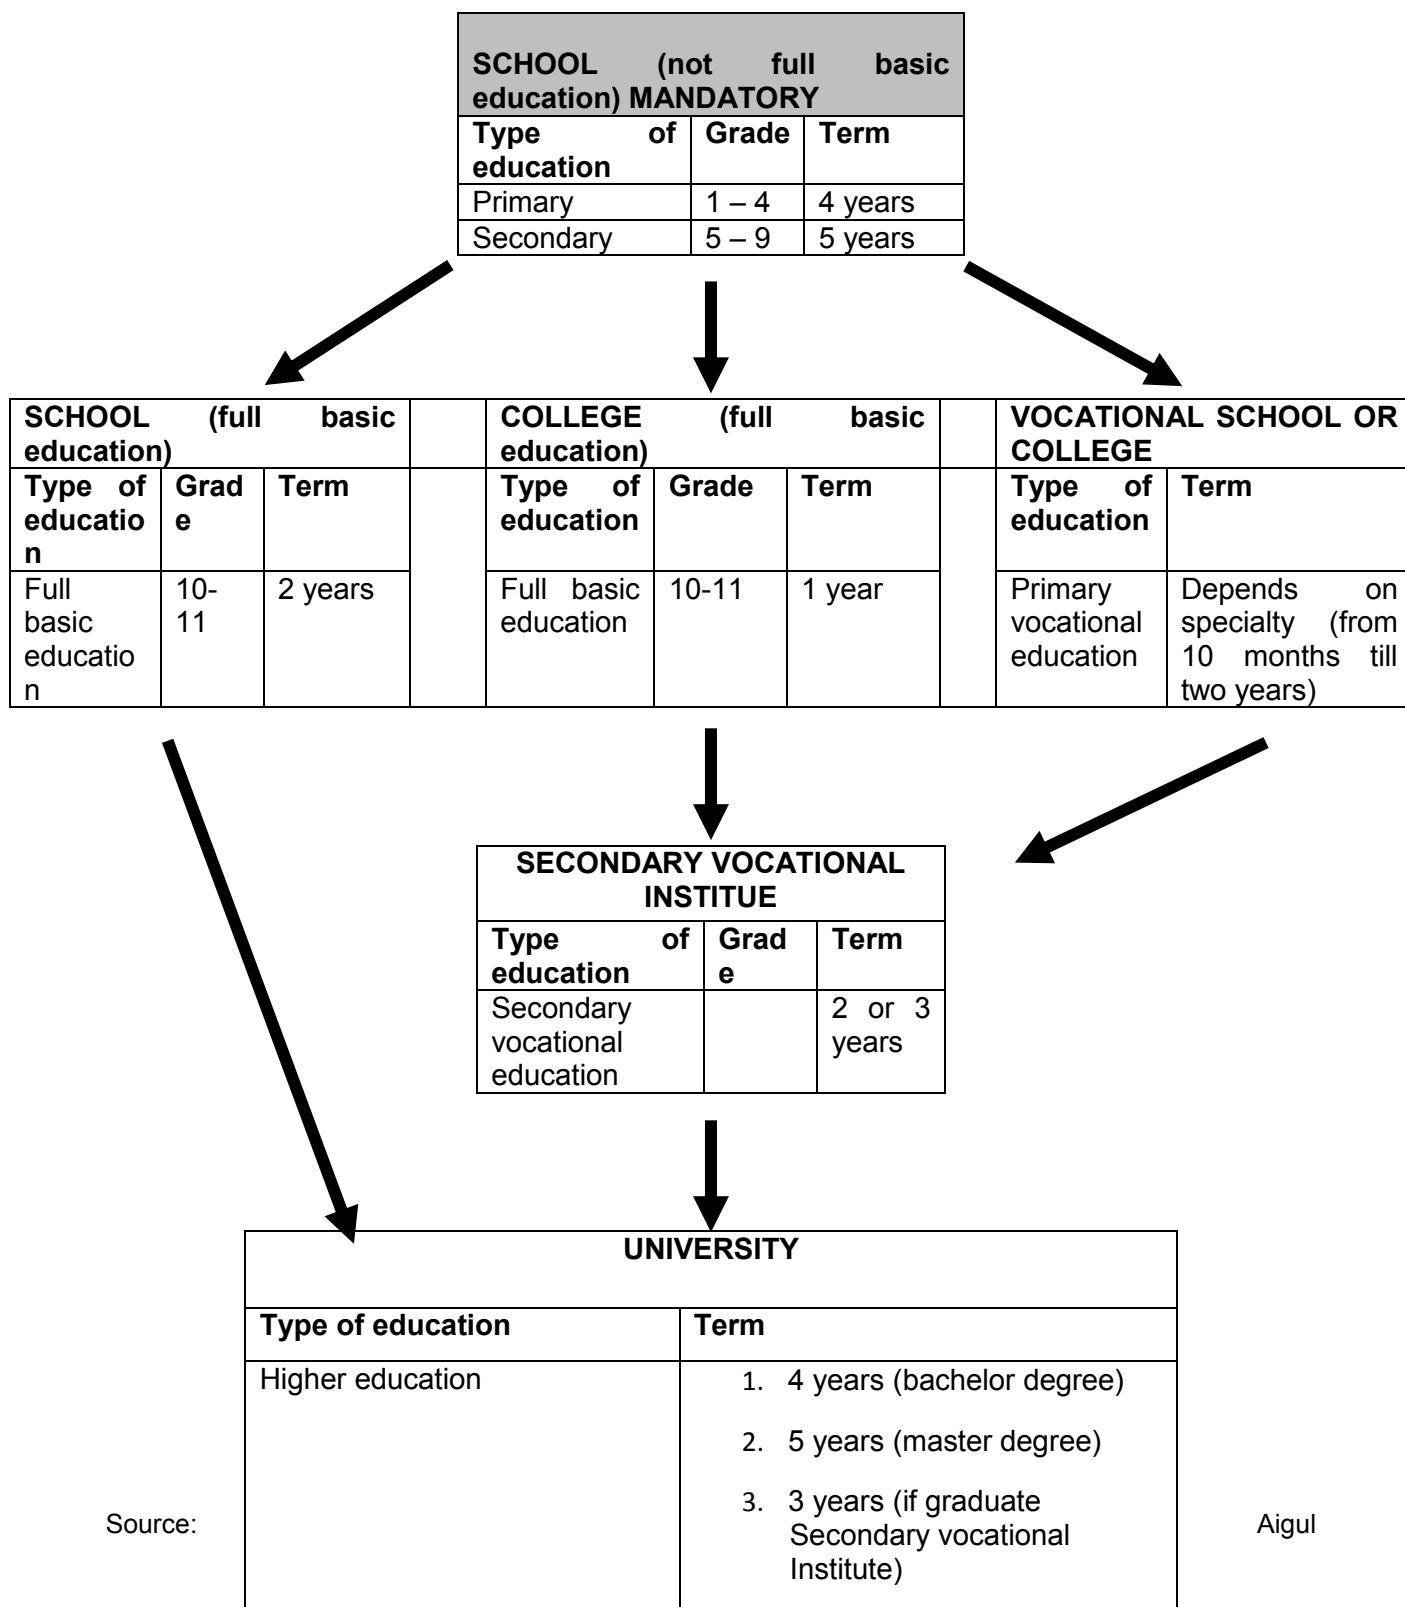 SCHOOL (not full basic
education) MANDATORY
Type of
education
Grade
Term
Primary
1 – 4
4 years
Secondary
5 – 9
5 years
SCHOOL (full basic
education)
Type of
educatio
n
Grad
e
Term
Full
basic
educatio
n
10-
11
2 years
COLLEGE (full basic
education)
Type of
education
Grade
Term
Full basic
education
10-11
1 year
VOCATIONAL SCHOOL OR
COLLEGE
Type of
education
Term
Primary
vocational
education
Depends on
specialty (from
10 months till
two years)
SECONDARY VOCATIONAL
INSTITUE
Type of
education
Grad
e
Term
Secondary
vocational
education
2 or 3
years
UNIVERSITY
Type of education
Term
Higher education
1. 4 years (bachelor degree)
2. 5 years (master degree)
3. 3 years (if graduate
Secondary vocational
Institute)
Source:
Aigul